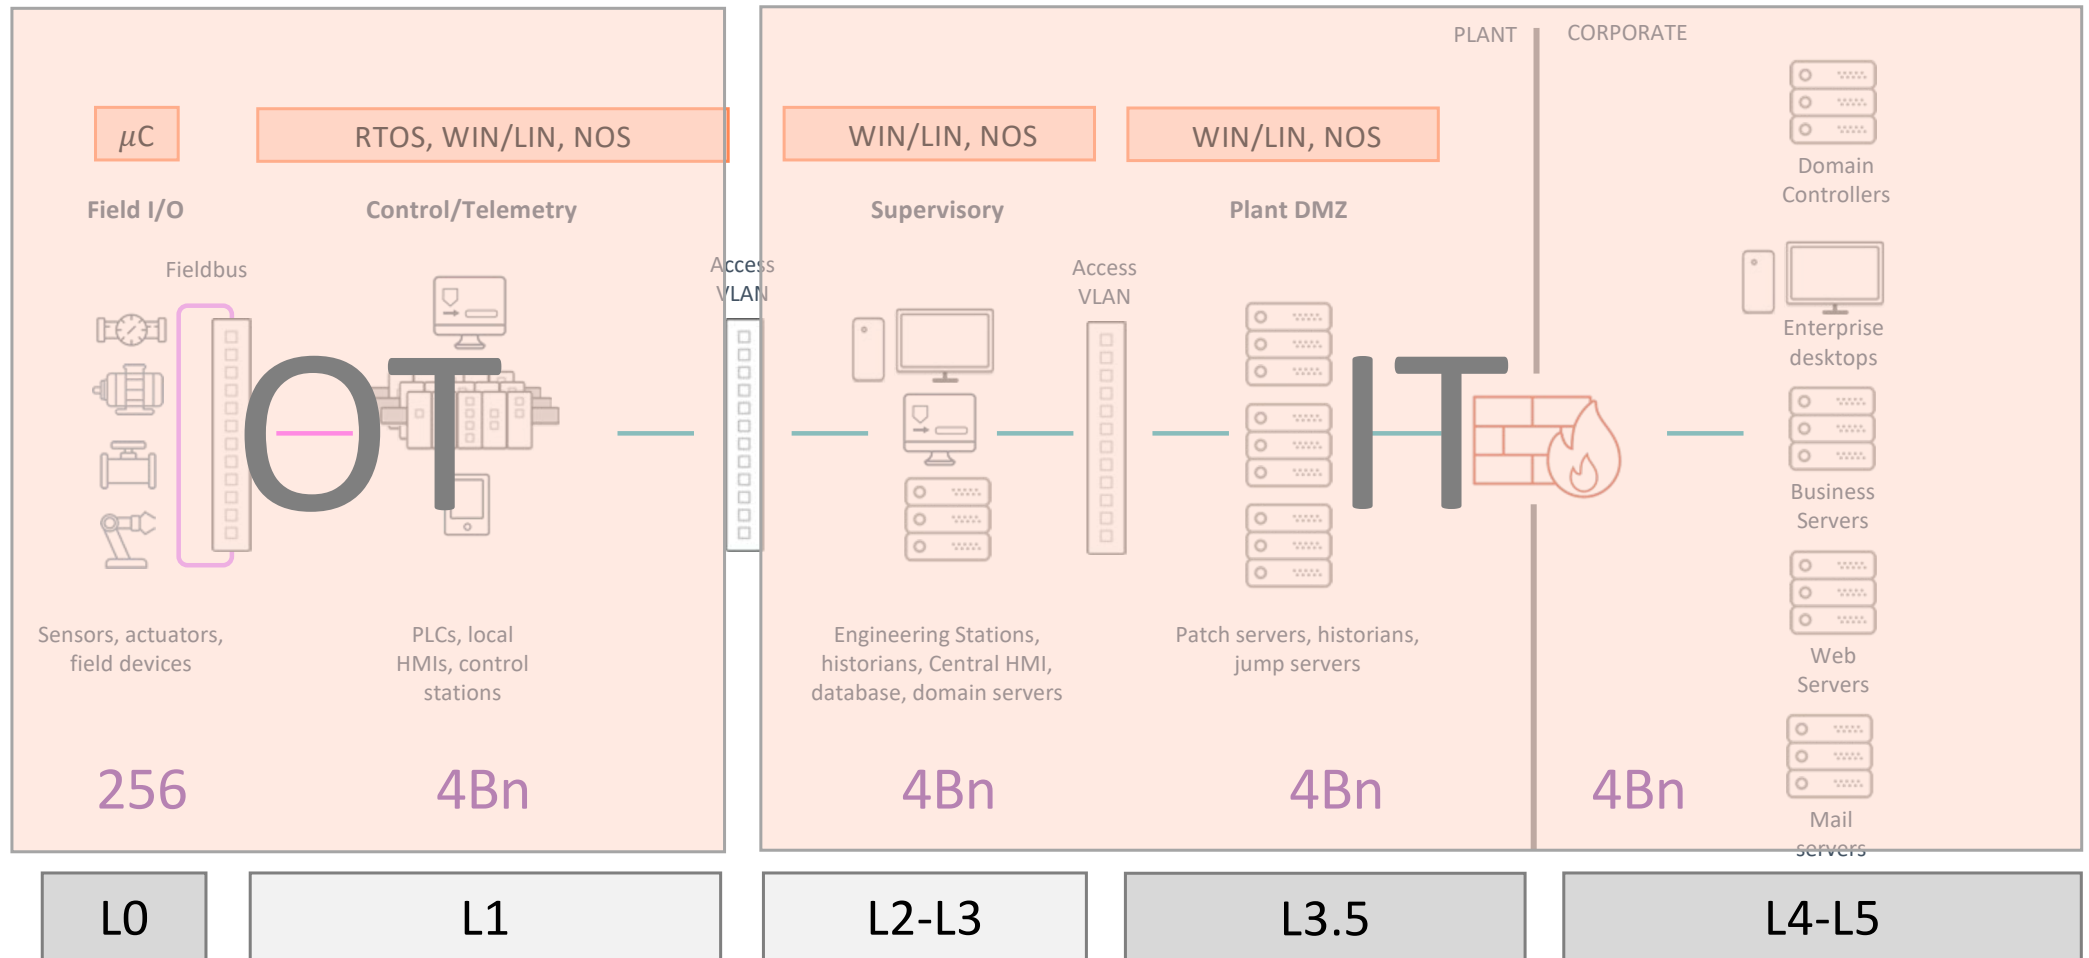 PLANT
CORPORATE
μC
RTOS, WIN/LIN, NOS
WIN/LIN, NOS
WIN/LIN, NOS
Field I/O
Control/Telemetry
Supervisory
Plant DMZ
Fieldbus
Access
VLAN
Access
VLAN
Domain
Controllers
Enterprise
desktops
Business
Servers
Web
Servers
Mail
servers
OT
IT
Sensors, actuators,
field devices
PLCs, local
HMIs, control
stations
Engineering Stations,
historians, Central HMI,
database, domain servers
Patch servers, historians,
jump servers
256
4Bn
4Bn
4Bn
4Bn
L0
L1
L2-L3
L3.5
L4-L5